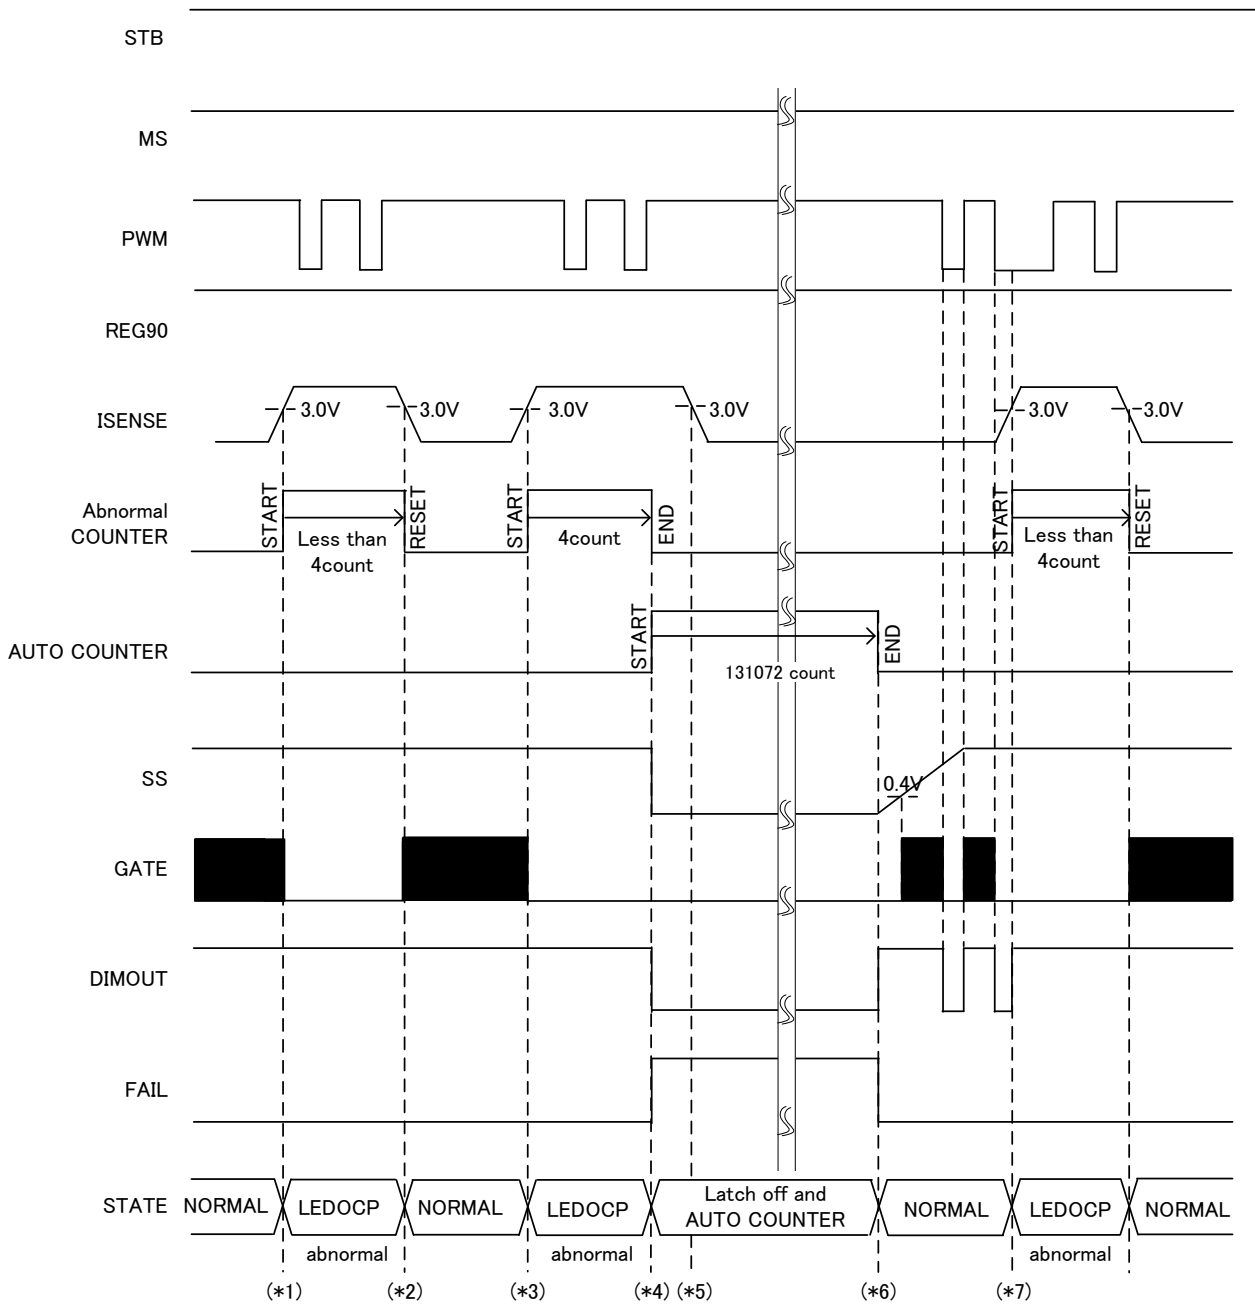 STB
MS
PWM
REG90
ISENSE
3.0V 3.0V 3.0V 3.0V 3.0V 3.0V
Abnormal
COUNTER
START
Less than
4count
RESET
START
4count
END
START
Less than
4count
RESET
AUTO COUNTER
START
131072 count
END
SS
0.4V
GATE
DIMOUT
FAIL
STATE NORMAL LEDOCP NORMAL LEDOCP Latch off and
AUTO COUNTER NORMAL LEDOCP NORMAL
abnormal abnormal abnormal
(*1) (*2) (*3) (*4) (*5) (*6) (*7)